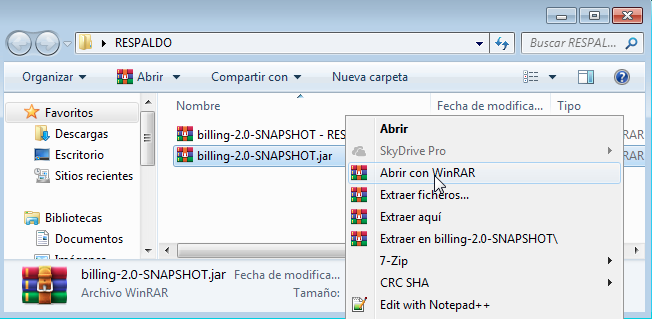 RESPALDO
Buscar RESPAL...
Organizar
Abrir
Compartir con
Nueva carpeta
Favoritos
Descargas
Escritorio
Sitios recientes
Bibliotecas
Documentos
Imágenes
Nombre
Fecha de modifica...
Tipo
billing-2.0-SNAPSHOT - RES
billing-2.0-SNAPSHOT.jar
RAR
RAR
Abrir
SkyDrive Pro
Abrir con WinRAR
Extraer ficheros...
Extraer aquí
Extraer en billing-2.0-SNAPSHOT\
7-Zip
CRC SHA
Edit with Notepad++
billing-2.0-SNAPSHOT.jar
Fecha de modifica...
Archivo WinRAR
Tamaño: